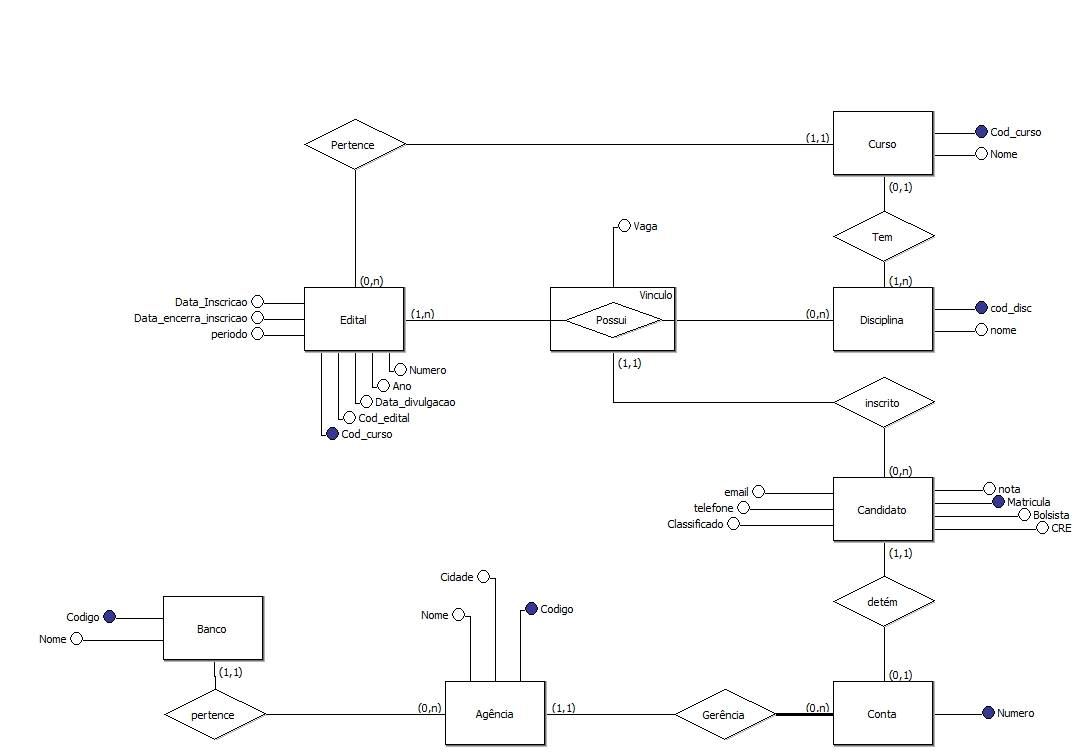 Pertence
(1,1)
Curso
Cod_curso
Nome
(0,1)
Tem
Vaga
(0,n)
(1,n)
Data_Inscricao
Data_encerra_inscricao
periodo
Edital
(1,n)
Vinculo
Possui
(0,n)
Disciplina
cod_disc
nome
(1,1)
Numero
Ano
Data_divulgacao
Cod_edital
Cod_curso
inscrito
(0,n)
email
telefone
Classificado
Candidato
nota
Matricula
Bolsista
CRE
(1,1)
detém
(0,1)
Cidade
Nome
Codigo
Codigo
Nome
Banco
(1,1)
pertence
(0,n)
Agência
(1,1)
Gerência
(0,n)
Conta
Numero